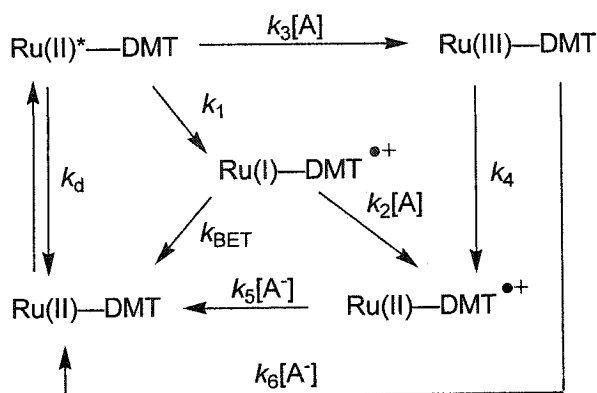 Ru(II)*—DMT
k3[A]
Ru(III)—DMT
k1
Ru(I)—DMT •+
kd
k2[A]
k4
kBET
Ru(II)—DMT
k5[A-]
Ru(II)—DMT •+
k6[A-]